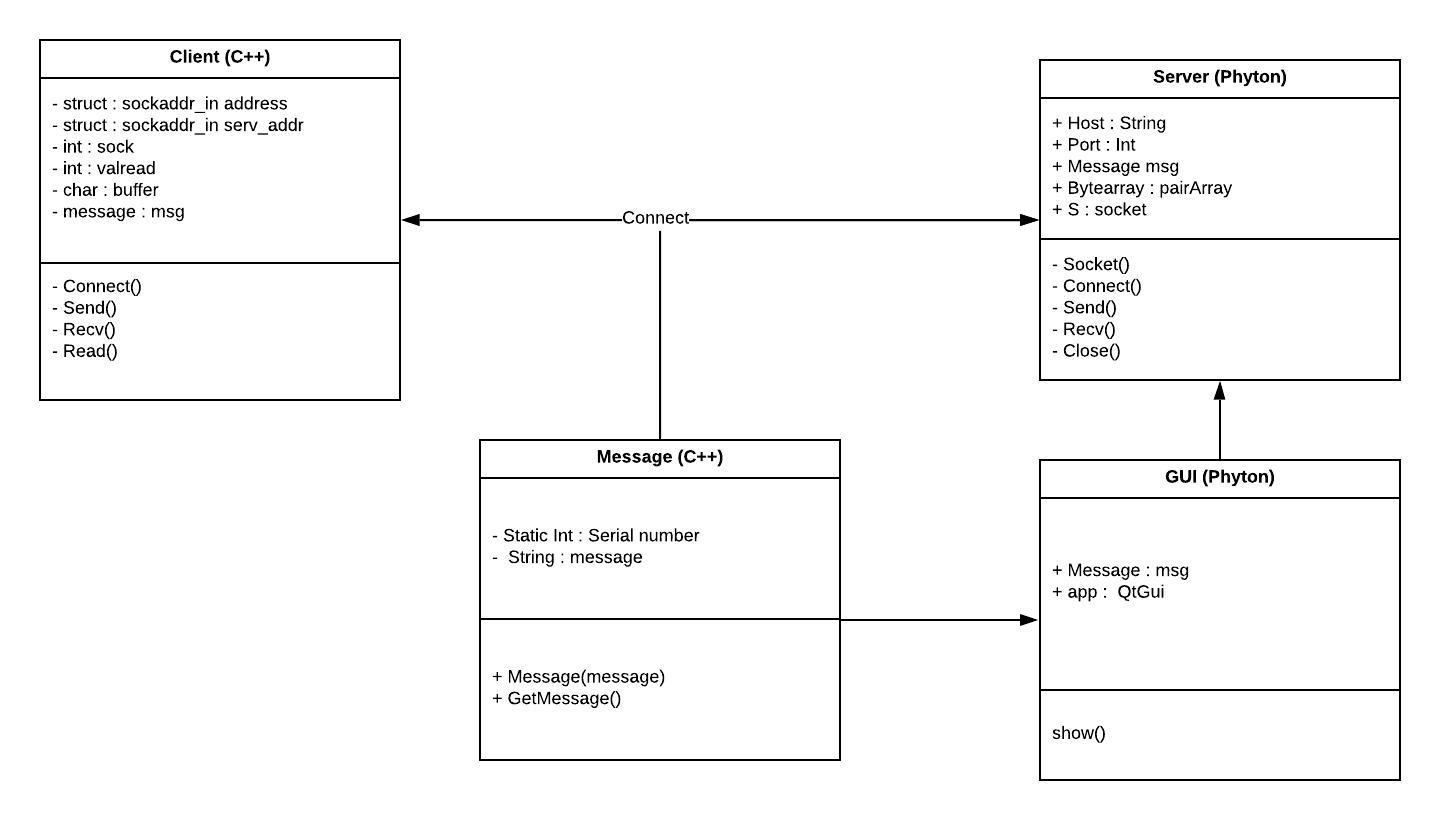 Client (C++)
- struct : sockaddr_in address
- struct : sockaddr_in serv_addr
- int : sock
- int : valread
- char : buffer
- message : msg
- Connect()
- Send()
- Recv()
- Read()
Connect
Server (Phyton)
+ Host : String
+ Port : Int
+ Message msg
+ Bytearray : pairArray
+ S : socket
- Socket()
- Connect()
- Send()
- Recv()
- Close()
Message (C++)
- Static Int : Serial number
-  String : message
+ Message(message)
+ GetMessage()
GUI (Phyton)
+ Message : msg
+ app :  QtGui
show()